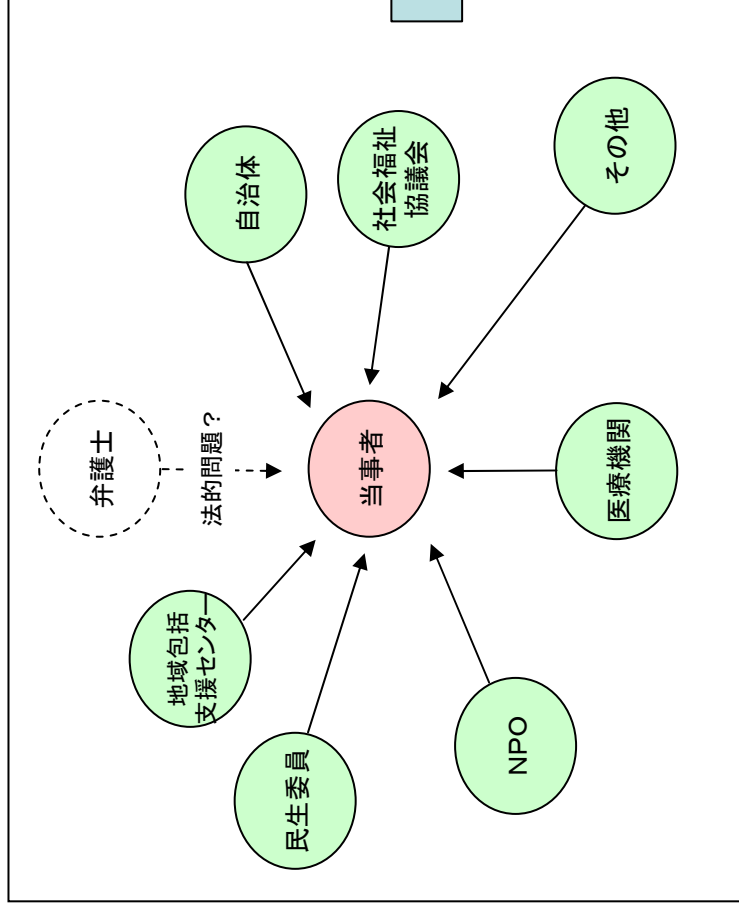 弁護士
法的問題？
地域包括
支援センター
自治体
民生委員
社会福祉
協議会
当事者
NPO
医療機関
その他